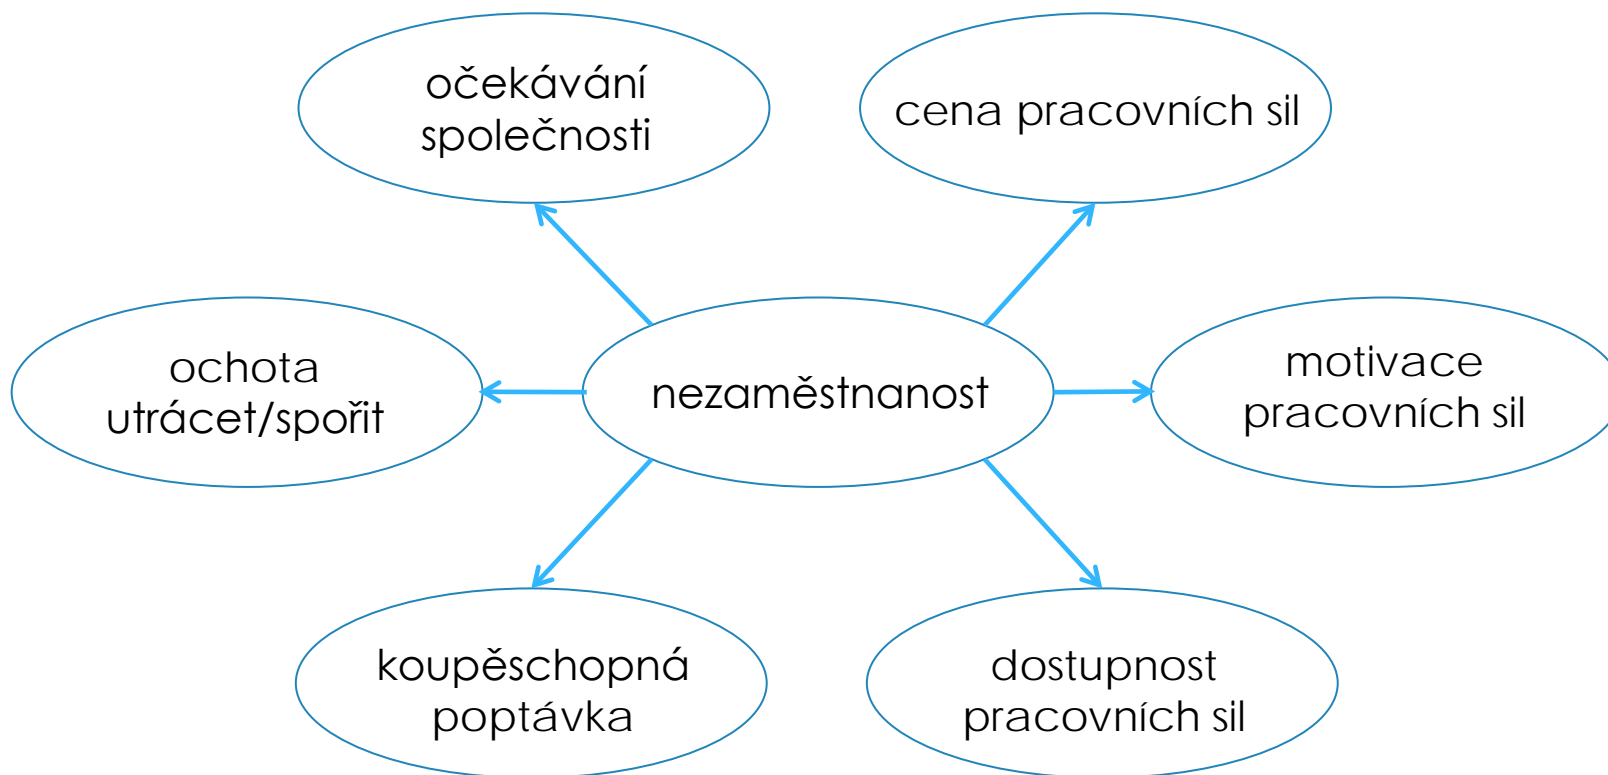 očekávání
společnosti
cena pracovních sil
ochota
utrácet/spořit
nezaměstnanost
motivace
pracovních sil
koupěschopná
poptávka
dostupnost
pracovních sil